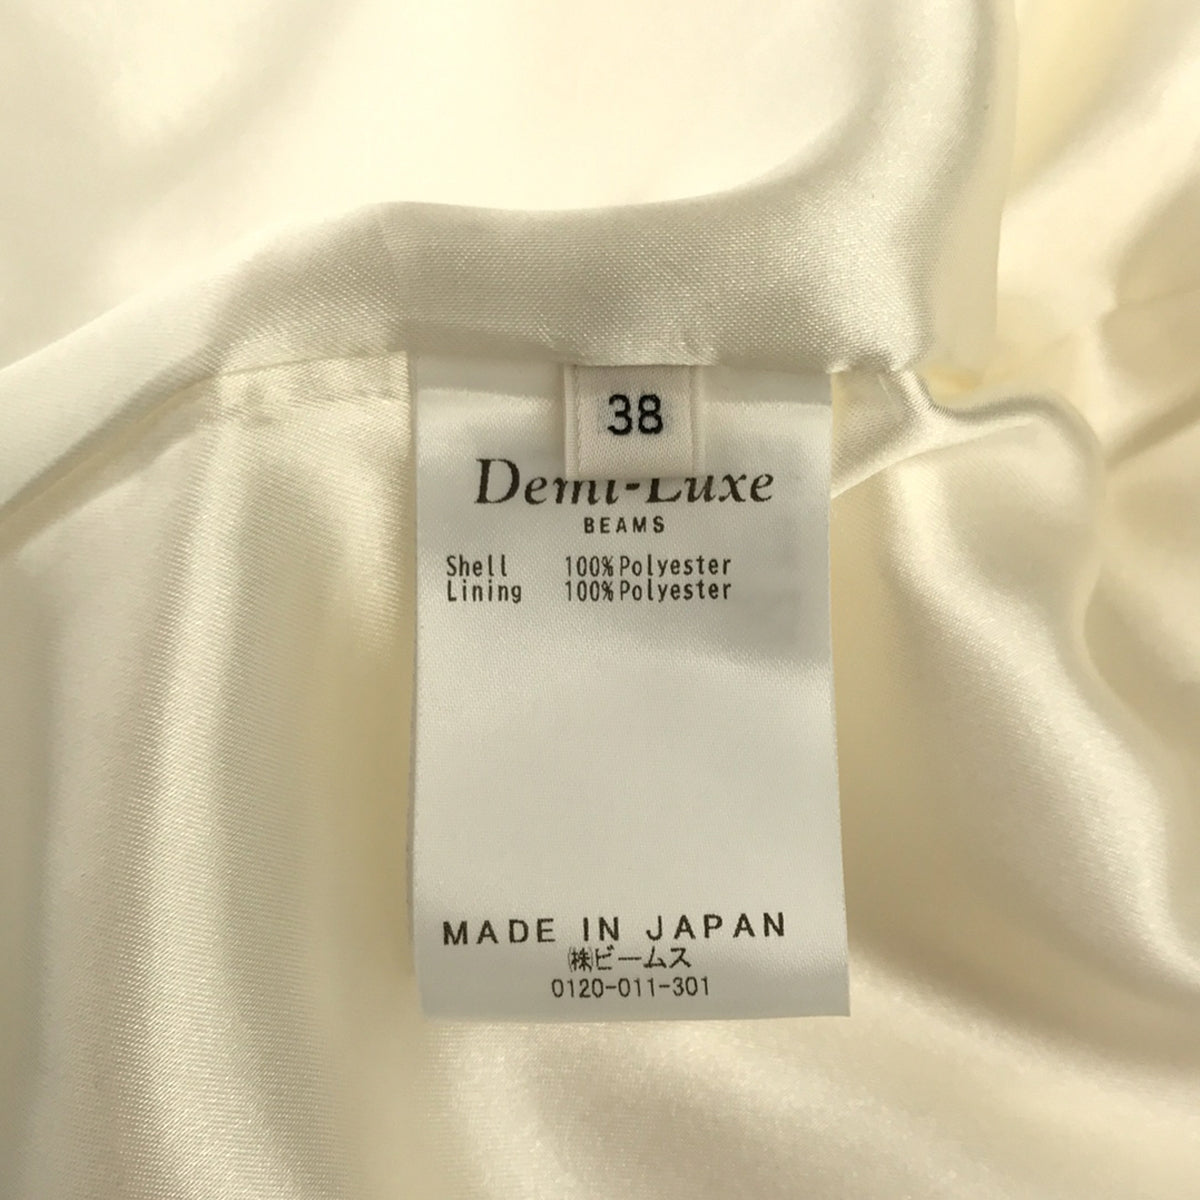 38
Demi-Luxe
BEAMS
Shell 100% Polyester
Lining 100% Polyester
MADE IN JAPAN
㈱ビームス
0120-011-301